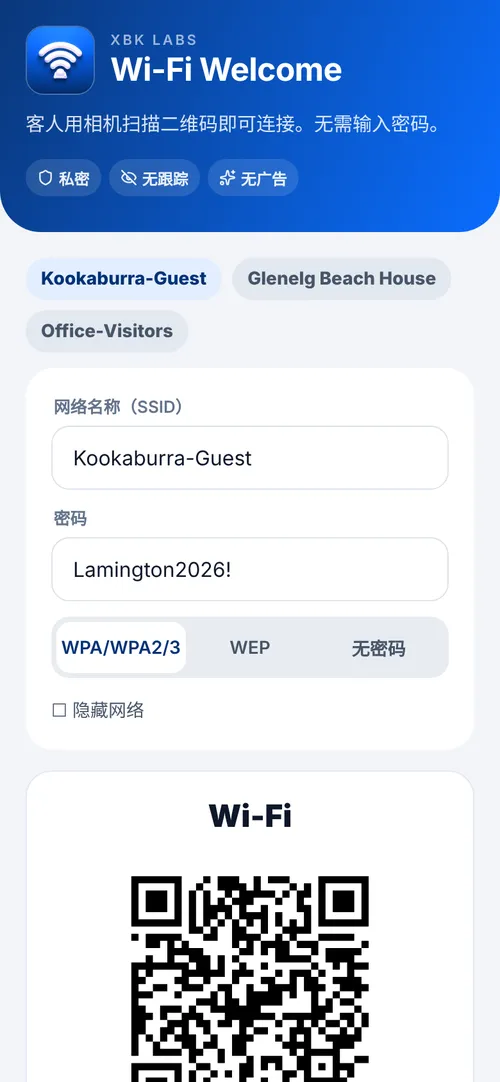 XBK LABS
Wi-Fi Welcome
客人用相机扫描二维码即可连接。无需输入密码。
私密 无跟踪 无广告
Kookaburra-Guest Glenelg Beach House
Office-Visitors
网络名称（SSID）
Kookaburra-Guest
密码
Lamington2026!
WPA/WPA2/3 WEP 无密码
隐藏网络
Wi-Fi